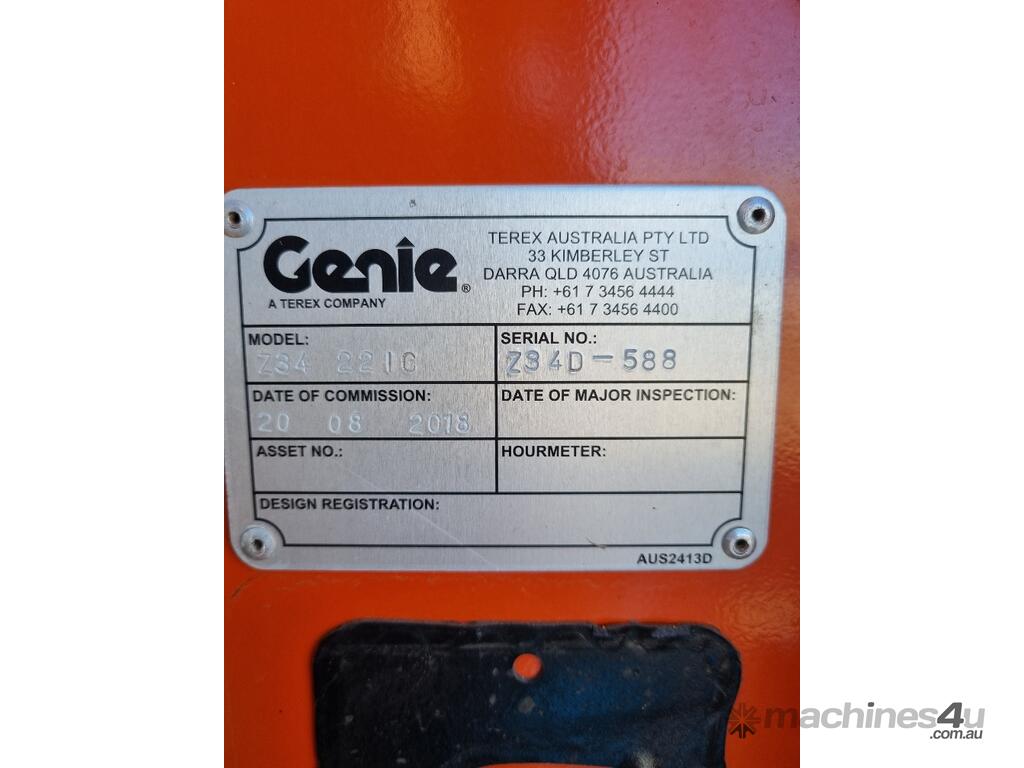 Genie®
A TEREX COMPANY
TEREX AUSTRALIA PTY LTD
33 KIMBERLEY ST
DARRA QLD 4076 AUSTRALIA
PH: +61 7 3456 4444
FAX: +61 7 3456 4400
MODEL:
Z34 22IC
SERIAL NO.:
Z34D-588
DATE OF COMMISSION:
20 08 2018
DATE OF MAJOR INSPECTION:
ASSET NO.:
HOURMETER:
DESIGN REGISTRATION:
AUS2413D
machines4u
.com.au